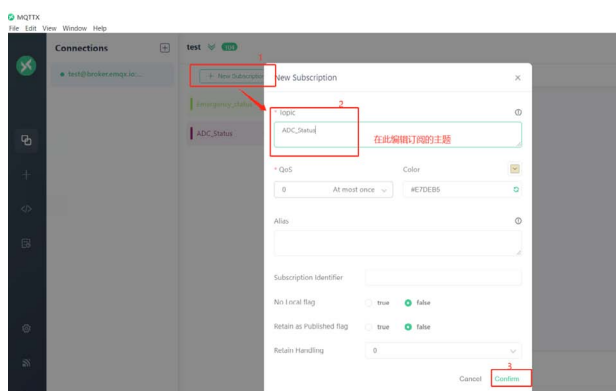 MQTTX
File Edit View Window Help
Connections
test
test@broker.emqx.io:...
1
+ New Subscription
emergency_status
ADC_Status
New Subscription
2
* Topic
ADC_Status
在此编辑订阅的主题
* QoS
Color
0 At most once
#E7DEB5
Alias
Subscription Identifier
No Local flag
true false
Retain as Published flag
true false
Retain Handling
0
3
Cancel Confirm